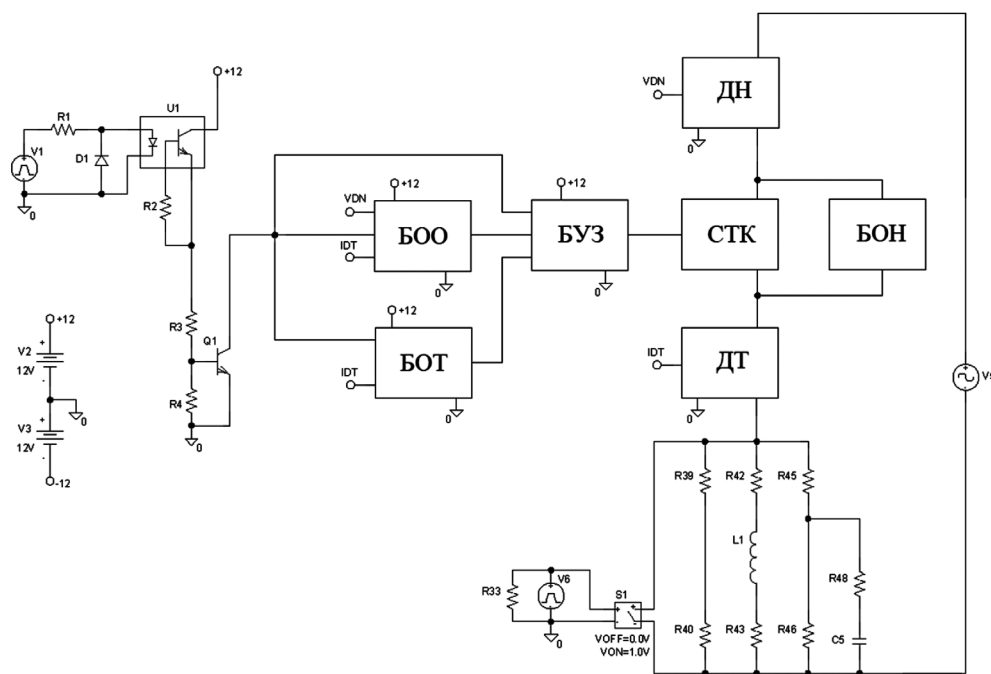 +12
U1
R1
V1
D1
0
R2
R3
Q1
R4
0
+12
V2
12V
0
V3
12V
-12
+12
VDN
IDT
БОО
0
+12
IDT
БОТ
0
+12
БУЗ
0
VDN
ДН
0
СТК
БОН
IDT
ДТ
0
R39
R42
R45
L1
R48
R33
V6
S1
0
VOFF=0.0V
VON=1.0V
R40
R43
R46
C5